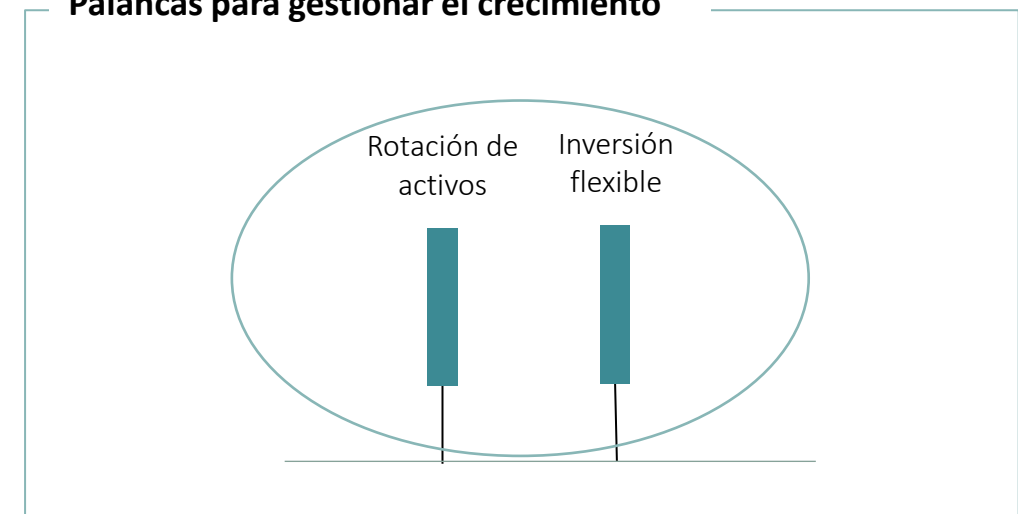 Palancas para gestionar el crecimiento
Rotación de
activos
Inversión
flexible